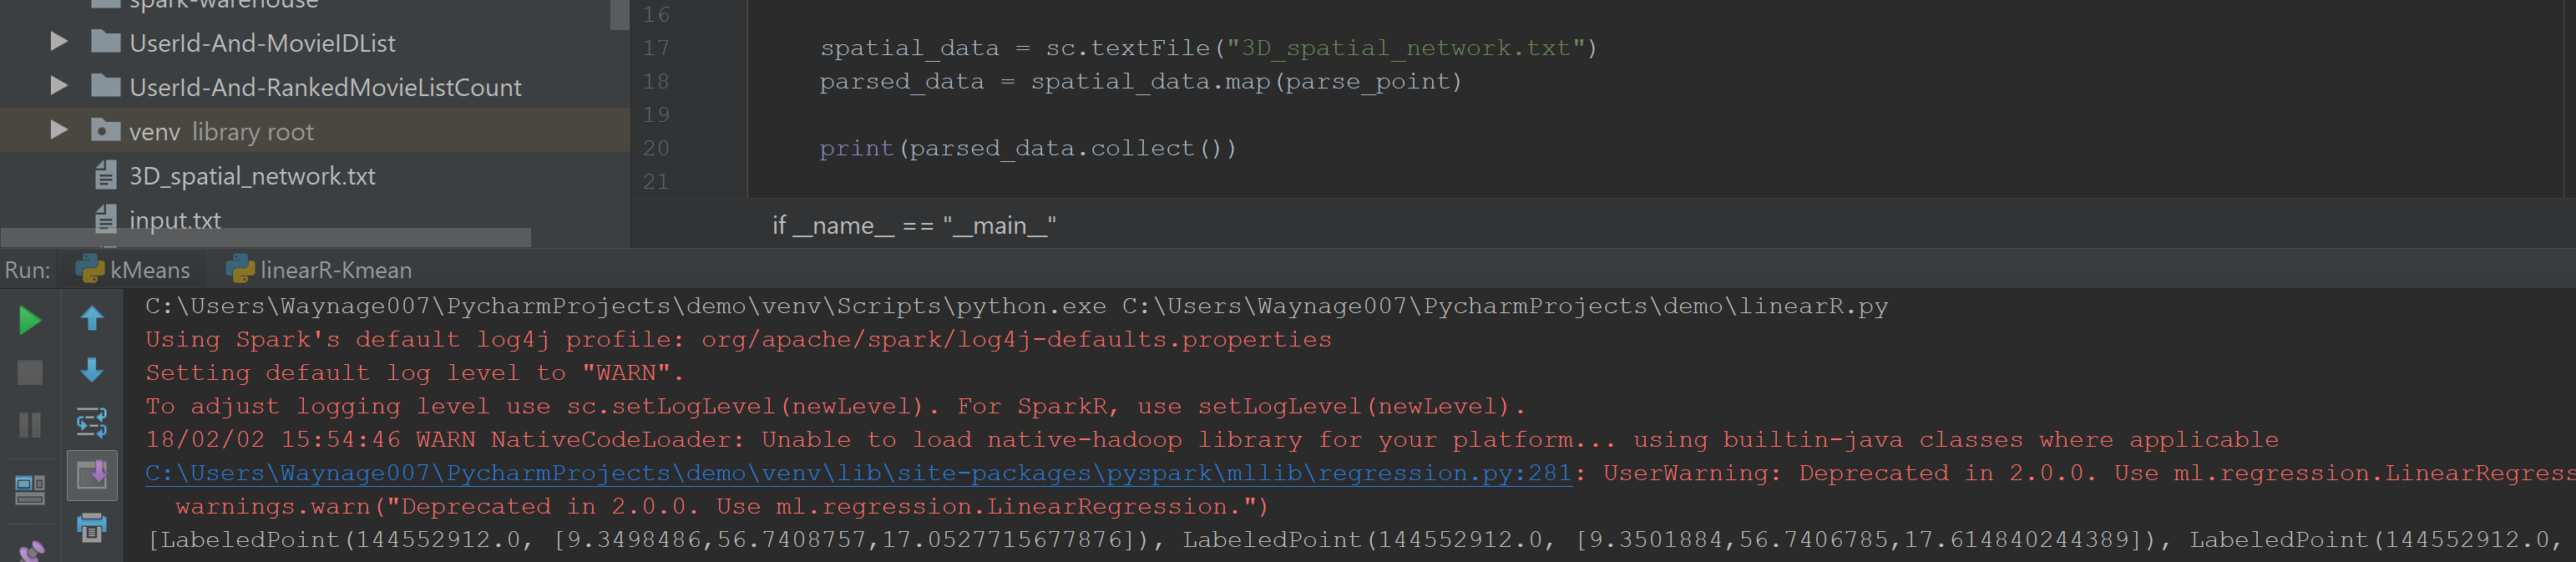 spark-warehouse
UserId-And-MovieIDList
UserId-And-RankedMovieListCount
venv library root
3D_spatial_network.txt
input.txt
16
17 spatial_data = sc.textFile("3D_spatial_network.txt")
18 parsed_data = spatial_data.map(parse_point)
19
20 print(parsed_data.collect())
21
if __name__ == "__main__"
Run: kMeans linearR-Kmean
C:\Users\Waynage007\PycharmProjects\demo\venv\Scripts\python.exe C:\Users\Waynage007\PycharmProjects\demo\linearR.py
Using Spark's default log4j profile: org/apache/spark/log4j-defaults.properties
Setting default log level to "WARN".
To adjust logging level use sc.setLogLevel(newLevel). For SparkR, use setLogLevel(newLevel).
18/02/02 15:54:46 WARN NativeCodeLoader: Unable to load native-hadoop library for your platform... using builtin-java classes where applicable
C:\Users\Waynage007\PycharmProjects\demo\venv\lib\site-packages\pyspark\mllib\regression.py:281: UserWarning: Deprecated in 2.0.0. Use ml.regression.LinearRegress
warnings.warn("Deprecated in 2.0.0. Use ml.regression.LinearRegression.")
[LabeledPoint(144552912.0, [9.3498486,56.7408757,17.0527715677876]), LabeledPoint(144552912.0, [9.3501884,56.7406785,17.614840244389]), LabeledPoint(144552912.0,